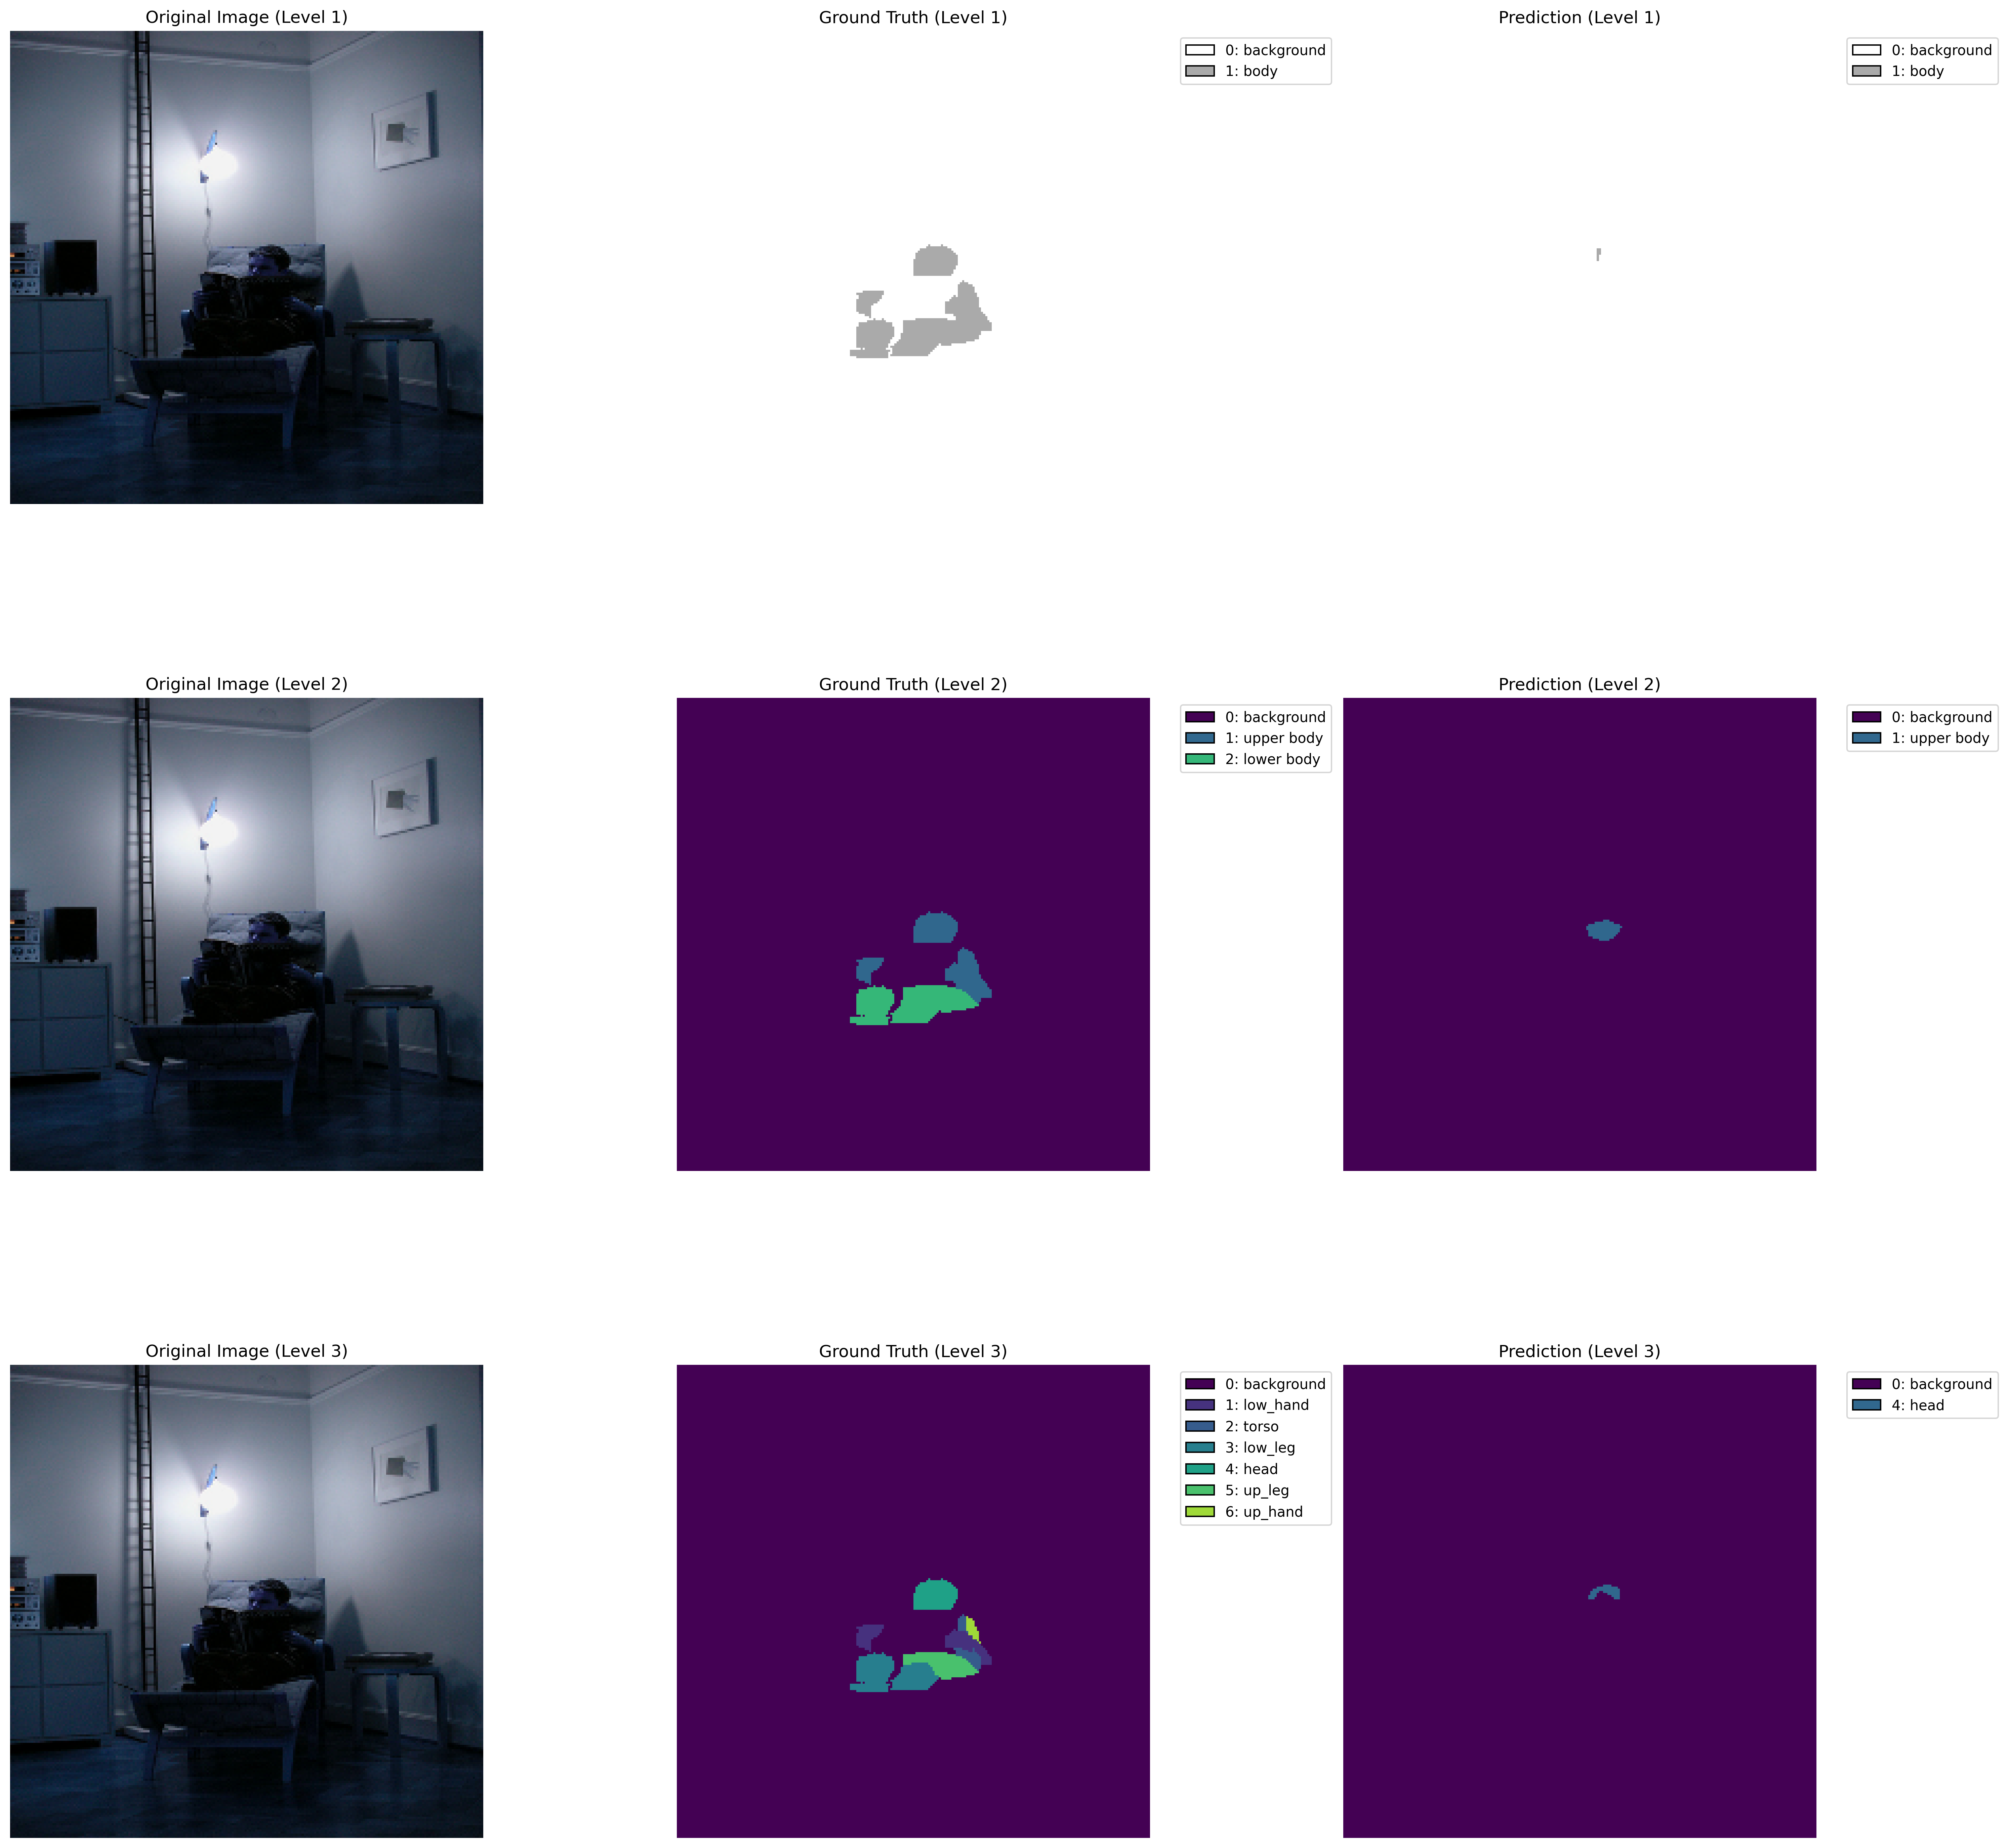 Original Image (Level 1)
Ground Truth (Level 1)
0: background
1: body
Prediction (Level 1)
0: background
1: body
Original Image (Level 2)
Ground Truth (Level 2)
0: background
1: upper body
2: lower body
Prediction (Level 2)
0: background
1: upper body
Original Image (Level 3)
Ground Truth (Level 3)
0: background
1: low_hand
2: torso
3: low_leg
4: head
5: up_leg
6: up_hand
Prediction (Level 3)
0: background
4: head